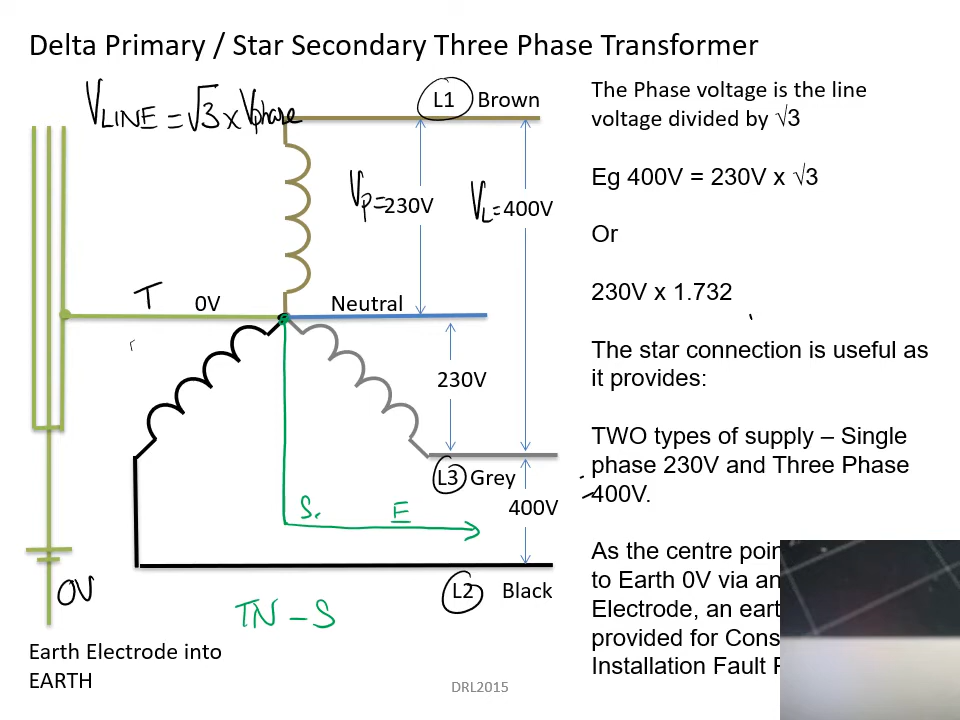 Delta Primary / Star Secondary Three Phase Transformer
VLINE = √3 x Vphase
L1 Brown
The Phase voltage is the line
voltage divided by √3
Eg 400V = 230V x √3
Vp= 230V
VL= 400V
Or
T 0V Neutral
230V x 1.732
The star connection is useful as
it provides:
230V
TWO types of supply – Single
phase 230V and Three Phase
400V.
L3 Grey
400V
S. E
As the centre poin
to Earth 0V via an
Electrode, an eart
provided for Cons
Installation Fault
0V
L2 Black
TN - S
Earth Electrode into
EARTH
DRL2015